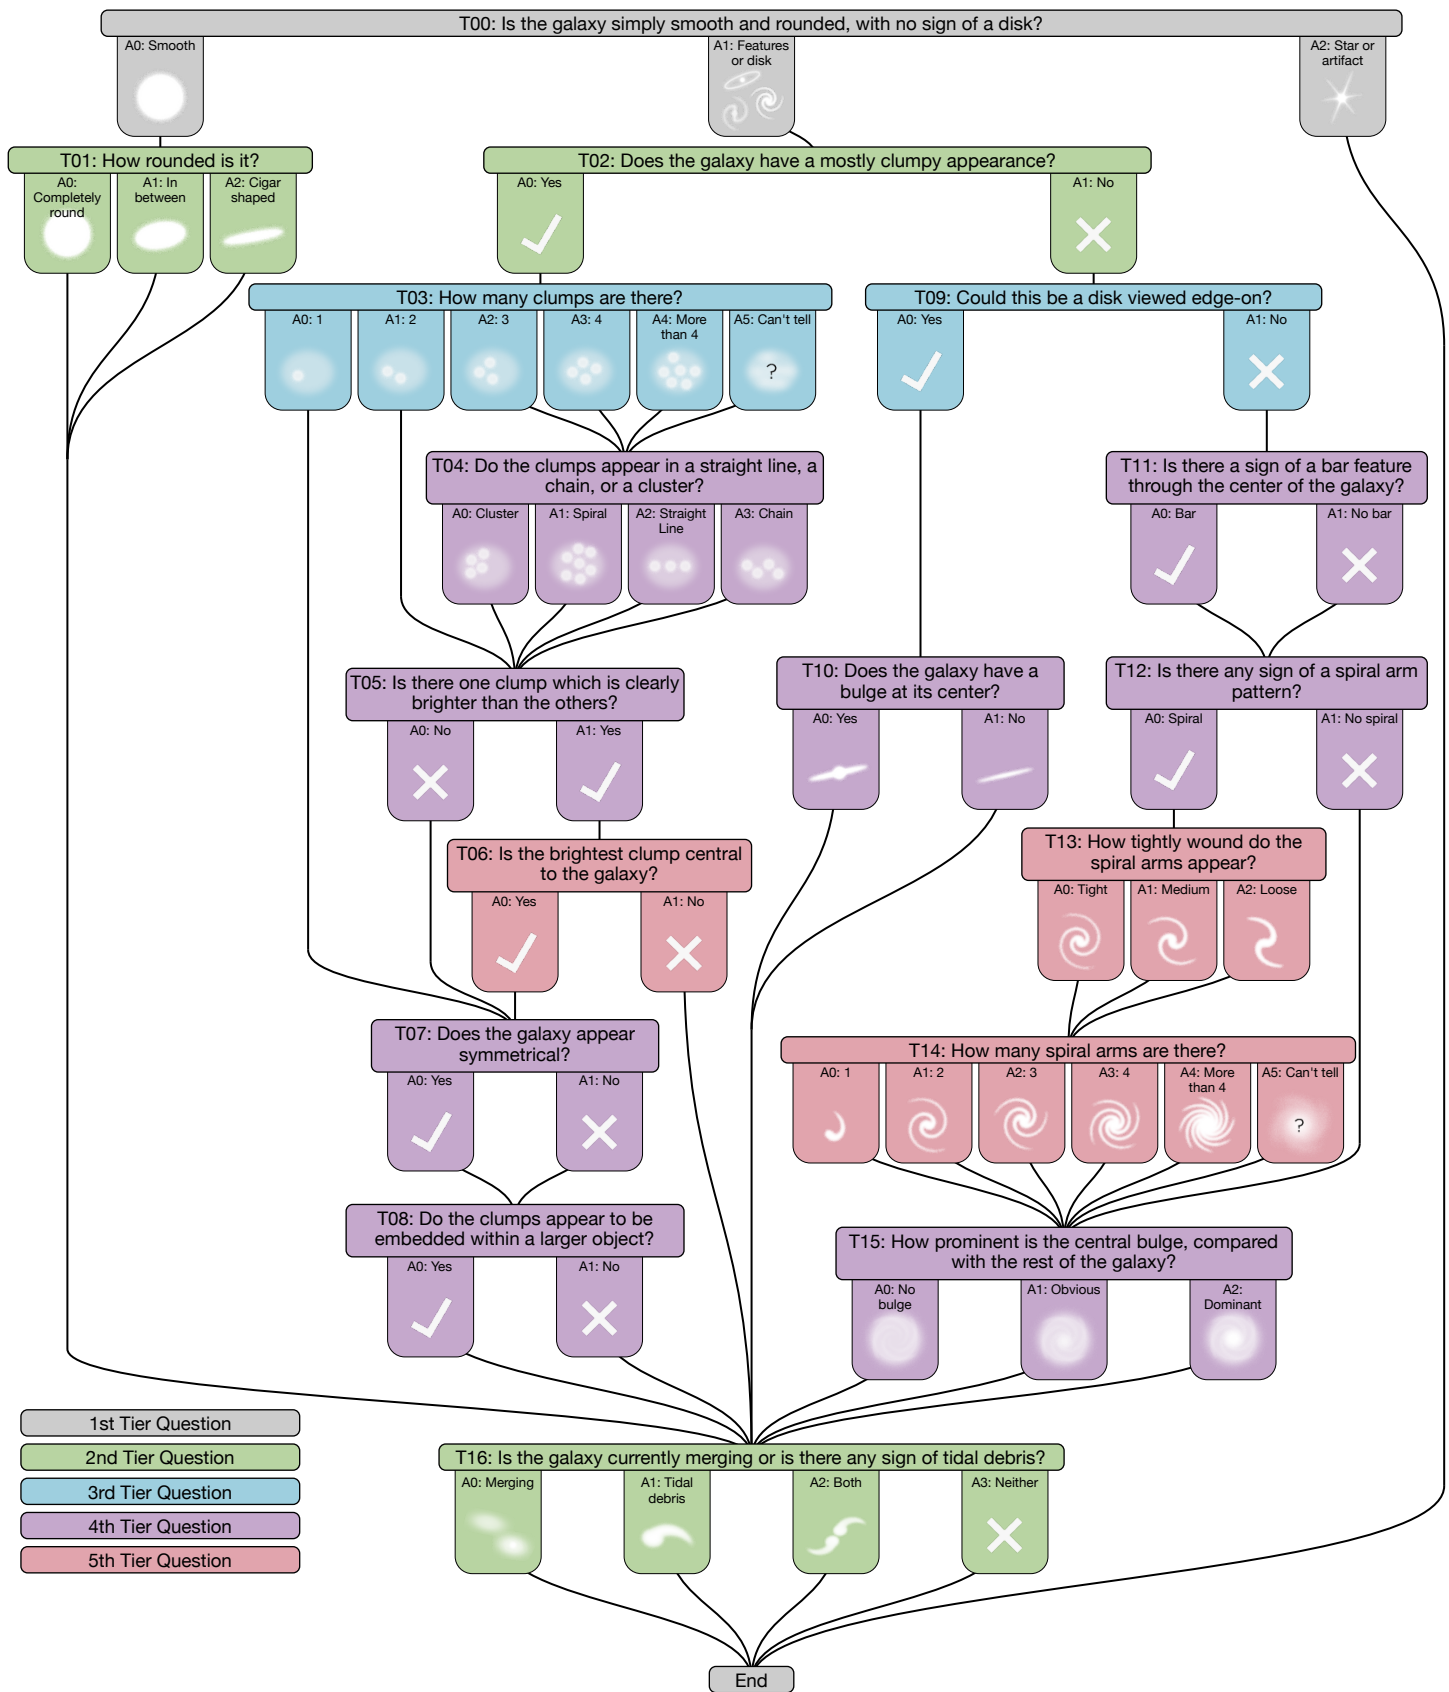 T00: Is the galaxy simply smooth and rounded, with no sign of a disk?
A0: Smooth
A1: Features
or disk
A2: Star or
artifact
T01: How rounded is it?
A0:
Completely
round
A1: In
between
A2: Cigar
shaped
T02: Does the galaxy have a mostly clumpy appearance?
A0: Yes
A1: No
T03: How many clumps are there?
A0: 1
A1: 2
A2: 3
A3: 4
A4: More
than 4
A5: Can't tell
?
T09: Could this be a disk viewed edge-on?
A0: Yes
A1: No
T04: Do the clumps appear in a straight line, a
chain, or a cluster?
A0: Cluster
A1: Spiral
A2: Straight
Line
A3: Chain
T11: Is there a sign of a bar feature
through the center of the galaxy?
A0: Bar
A1: No bar
T05: Is there one clump which is clearly
brighter than the others?
A0: No
A1: Yes
T10: Does the galaxy have a
bulge at its center?
A0: Yes
A1: No
T12: Is there any sign of a spiral arm
pattern?
A0: Spiral
A1: No spiral
T06: Is the brightest clump central
to the galaxy?
A0: Yes
A1: No
T13: How tightly wound do the
spiral arms appear?
A0: Tight
A1: Medium
A2: Loose
T07: Does the galaxy appear
symmetrical?
A0: Yes
A1: No
T14: How many spiral arms are there?
A0: 1
A1: 2
A2: 3
A3: 4
A4: More
than 4
A5: Can't tell
?
T08: Do the clumps appear to be
embedded within a larger object?
A0: Yes
A1: No
T15: How prominent is the central bulge, compared
with the rest of the galaxy?
A0: No
bulge
A1: Obvious
A2:
Dominant
1st Tier Question
2nd Tier Question
3rd Tier Question
4th Tier Question
5th Tier Question
T16: Is the galaxy currently merging or is there any sign of tidal debris?
A0: Merging
A1: Tidal
debris
A2: Both
A3: Neither
End